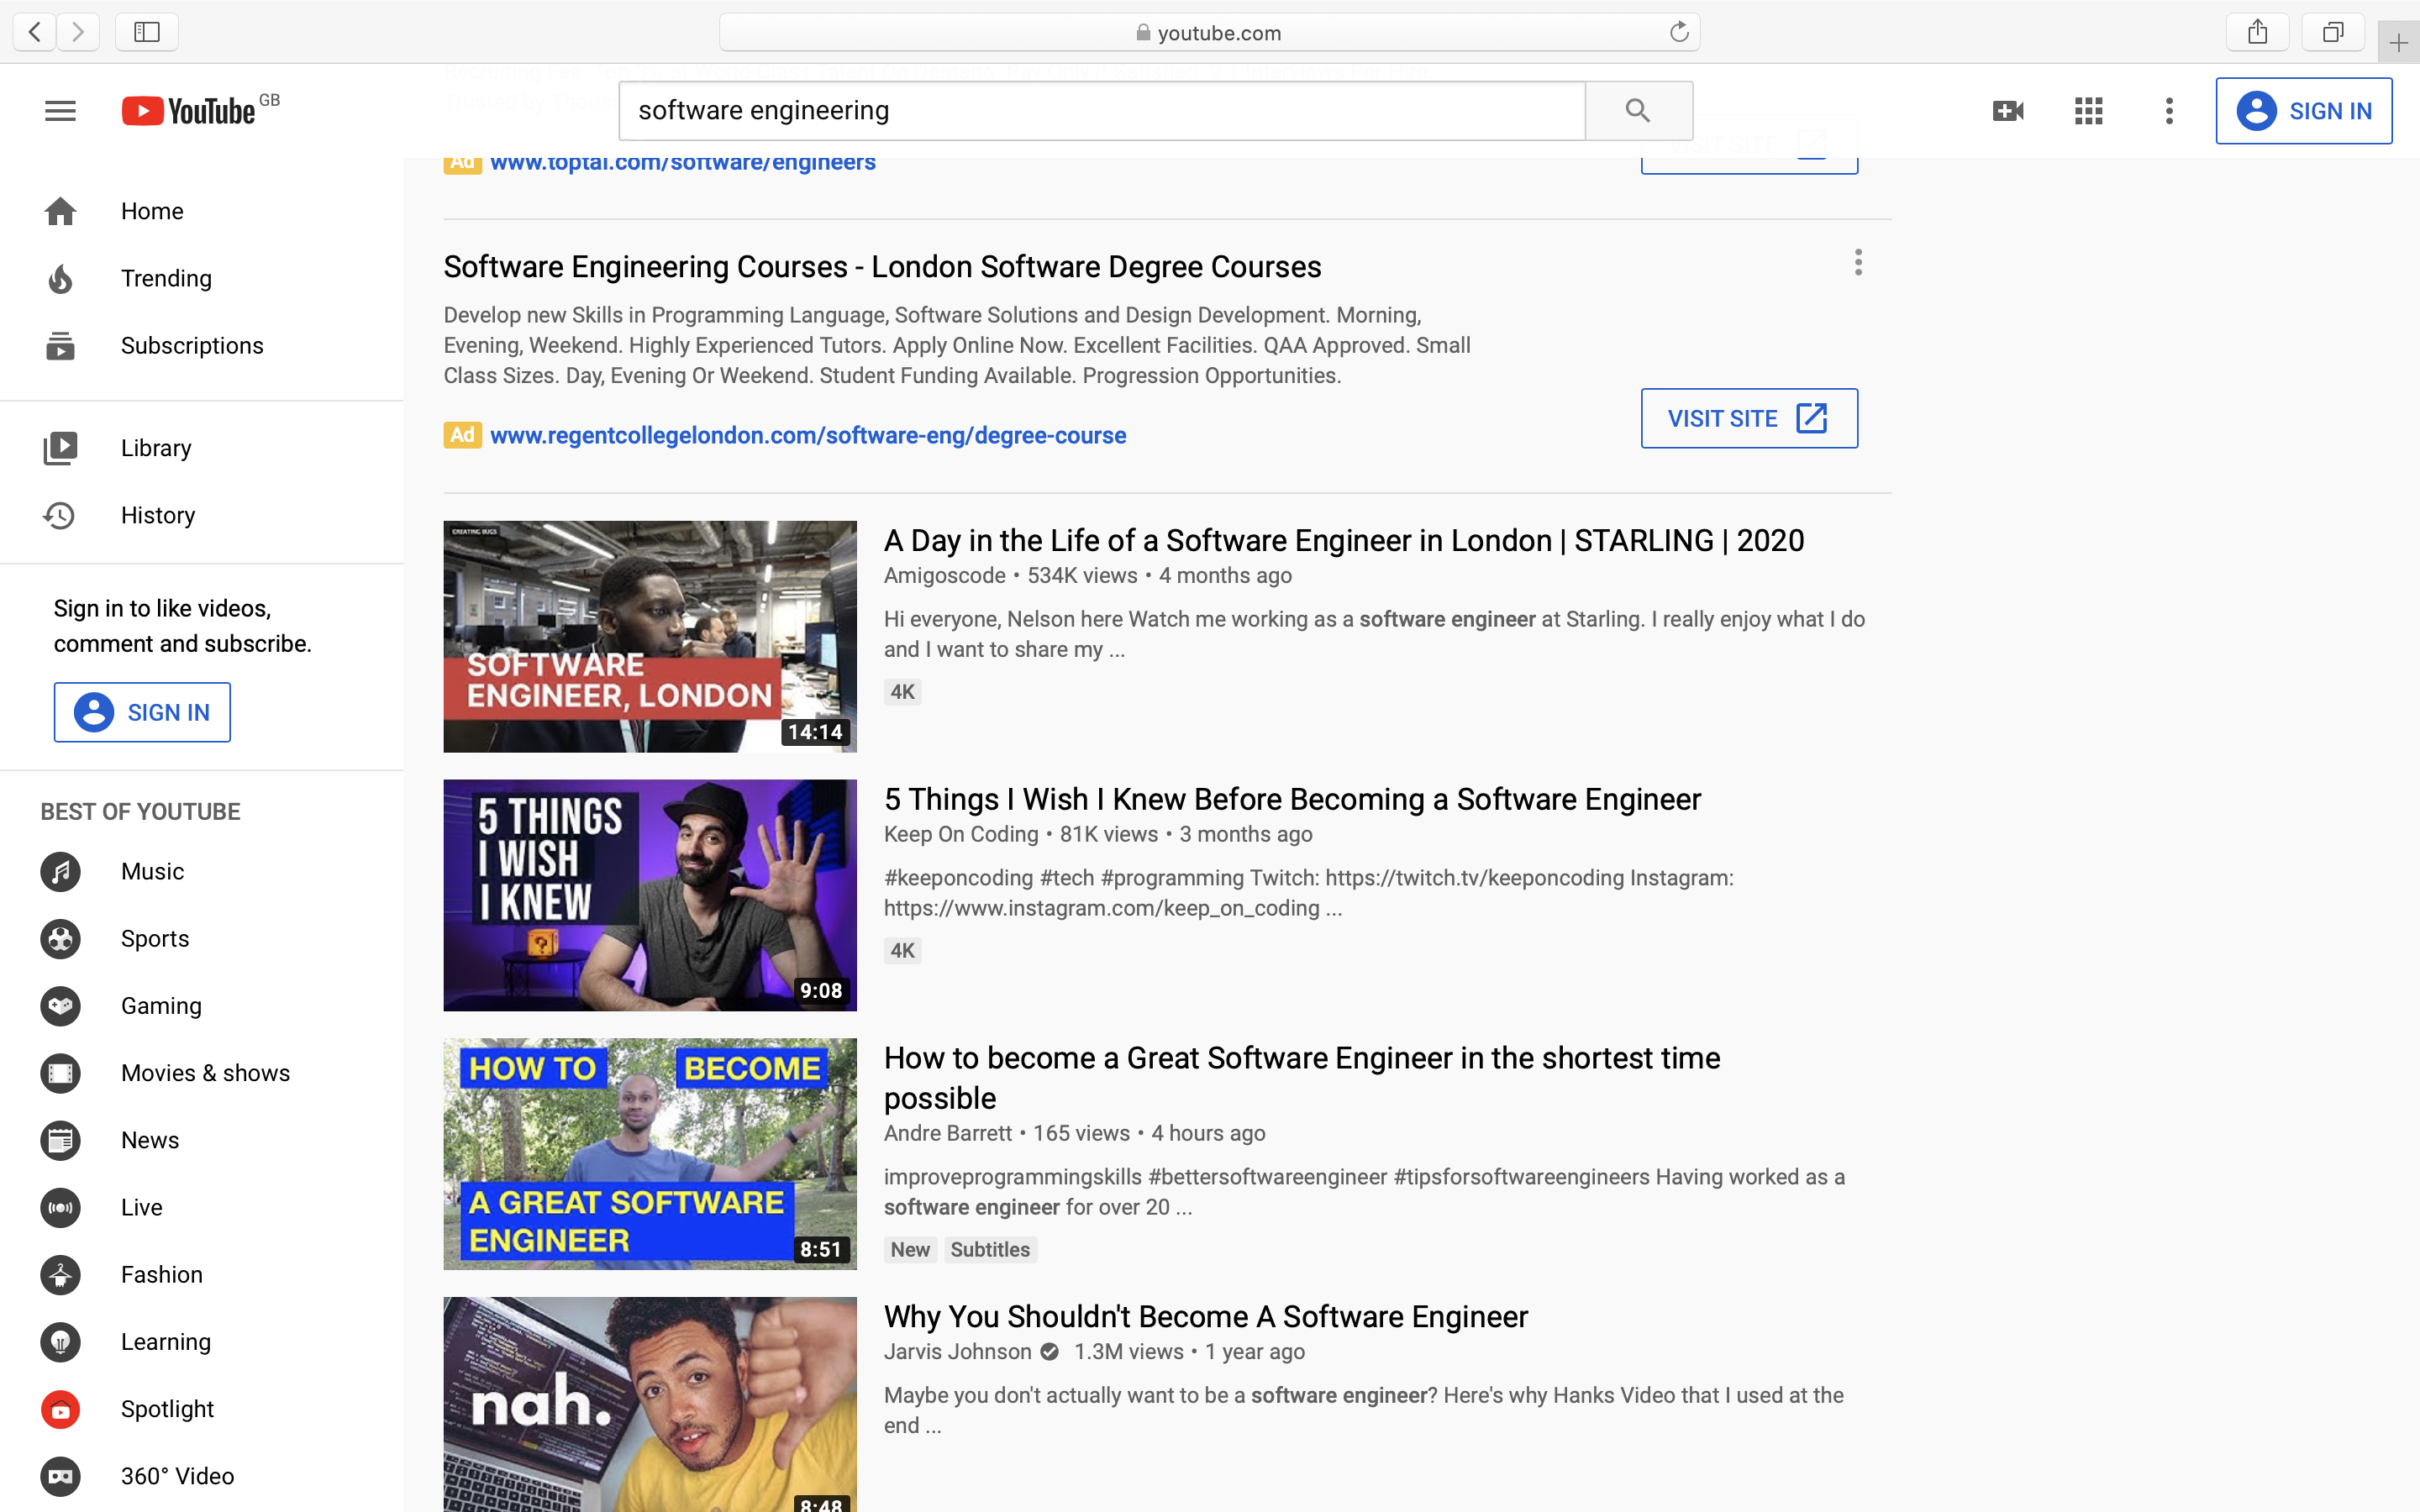 youtube.com
YouTube GB
software engineering
SIGN IN
Home
Trending
Subscriptions
Library
History
Sign in to like videos,
comment and subscribe.
SIGN IN
BEST OF YOUTUBE
Music
Sports
Gaming
Movies & shows
News
Live
Fashion
Learning
Spotlight
360° Video
Ad www.toptal.com/software/engineers
VISIT SITE
Software Engineering Courses - London Software Degree Courses
Develop new Skills in Programming Language, Software Solutions and Design Development. Morning,
Evening, Weekend. Highly Experienced Tutors. Apply Online Now. Excellent Facilities. QAA Approved. Small
Class Sizes. Day, Evening Or Weekend. Student Funding Available. Progression Opportunities.
Ad www.regentcollegelondon.com/software-eng/degree-course
VISIT SITE
CREATING BUGS
SOFTWARE
ENGINEER, LONDON
14:14
A Day in the Life of a Software Engineer in London | STARLING | 2020
Amigoscode • 534K views • 4 months ago
Hi everyone, Nelson here Watch me working as a software engineer at Starling. I really enjoy what I do
and I want to share my ...
4K
5 THINGS
I WISH
I KNEW
9:08
5 Things I Wish I Knew Before Becoming a Software Engineer
Keep On Coding • 81K views • 3 months ago
#keeponcoding #tech #programming Twitch: https://twitch.tv/keeponcoding Instagram:
https://www.instagram.com/keep_on_coding ...
4K
HOW TO BECOME
A GREAT SOFTWARE
ENGINEER
8:51
How to become a Great Software Engineer in the shortest time
possible
Andre Barrett • 165 views • 4 hours ago
improveprogrammingskills #bettersoftwareengineer #tipsforsoftwareengineers Having worked as a
software engineer for over 20 ...
New Subtitles
nah.
8:48
Why You Shouldn't Become A Software Engineer
Jarvis Johnson 1.3M views • 1 year ago
Maybe you don't actually want to be a software engineer? Here's why Hanks Video that I used at the
end ...